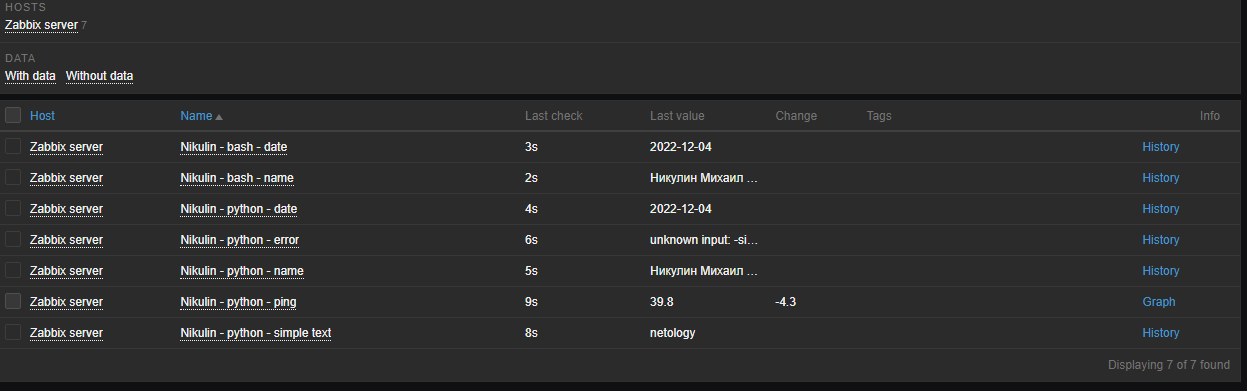 HOSTS
Zabbix server 7
DATA
With data Without data
Host Name Last check Last value Change Tags Info
Zabbix server Nikulin - bash - date 3s 2022-12-04 History
Zabbix server Nikulin - bash - name 2s Никулин Михаил ... History
Zabbix server Nikulin - python - date 4s 2022-12-04 History
Zabbix server Nikulin - python - error 6s unknown input: -si... History
Zabbix server Nikulin - python - name 5s Никулин Михаил ... History
Zabbix server Nikulin - python - ping 9s 39.8 -4.3 Graph
Zabbix server Nikulin - python - simple text 8s netology History
Displaying 7 of 7 found